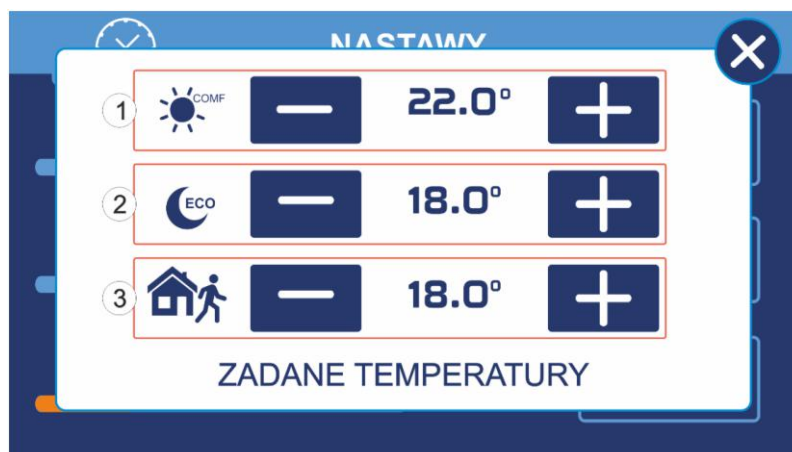 NASTAWY
1 COMF 22.0°
2 ECO 18.0°
3 18.0°
ZADANE TEMPERATURY